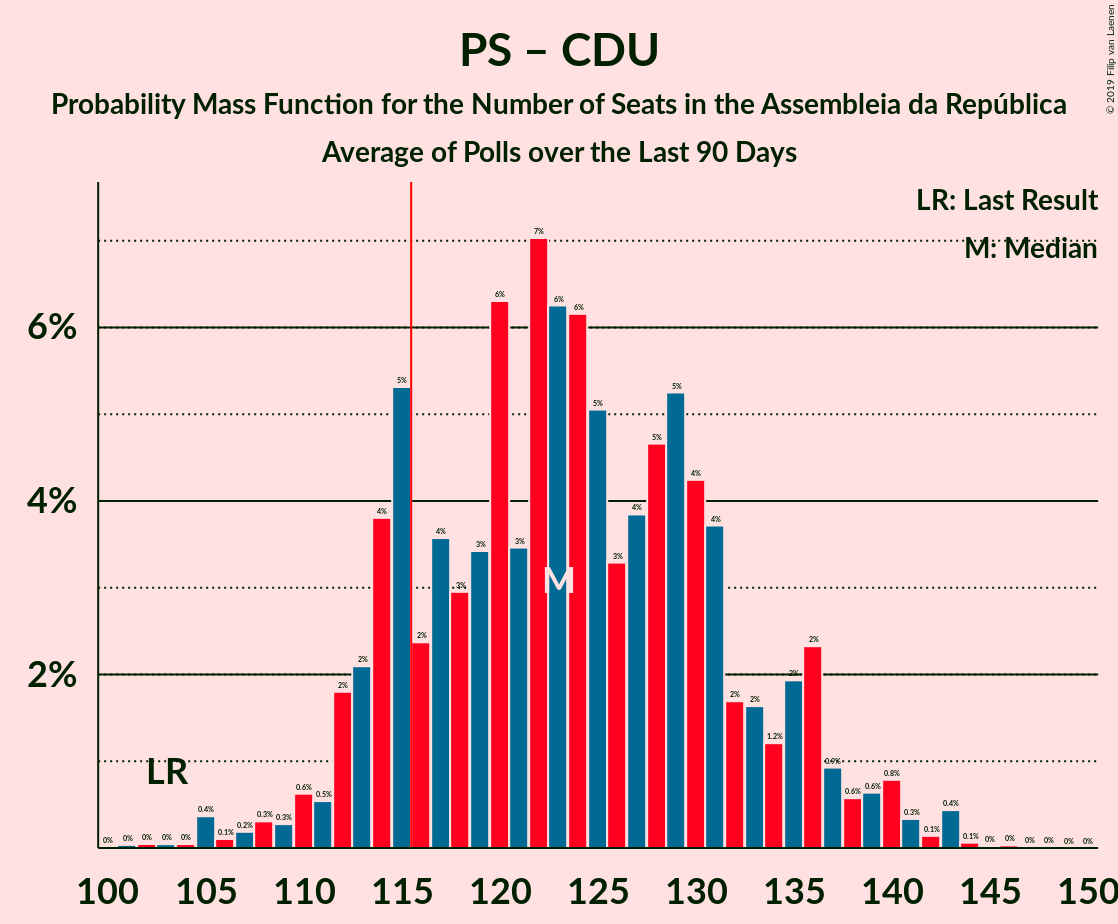 PS – CDU
Probability Mass Function for the Number of Seats in the Assembleia da República
Average of Polls over the Last 90 Days
© 2019 Filip van Laenen
LR: Last Result
M: Median
6%
4%
2%
LR
M
0% 0% 0% 0% 0% 0.4% 0.1% 0.2% 0.3% 0.3% 0.6% 0.5% 2% 2% 4% 5% 2% 4% 3% 3% 6% 3% 7% 6% 6% 5% 3% 4% 5% 5% 4% 4% 2% 2% 1.2% 2% 2% 0.9% 0.6% 0.6% 0.8% 0.3% 0.1% 0.4% 0.1% 0% 0% 0% 0% 0% 0%
100 105 110 115 120 125 130 135 140 145 150